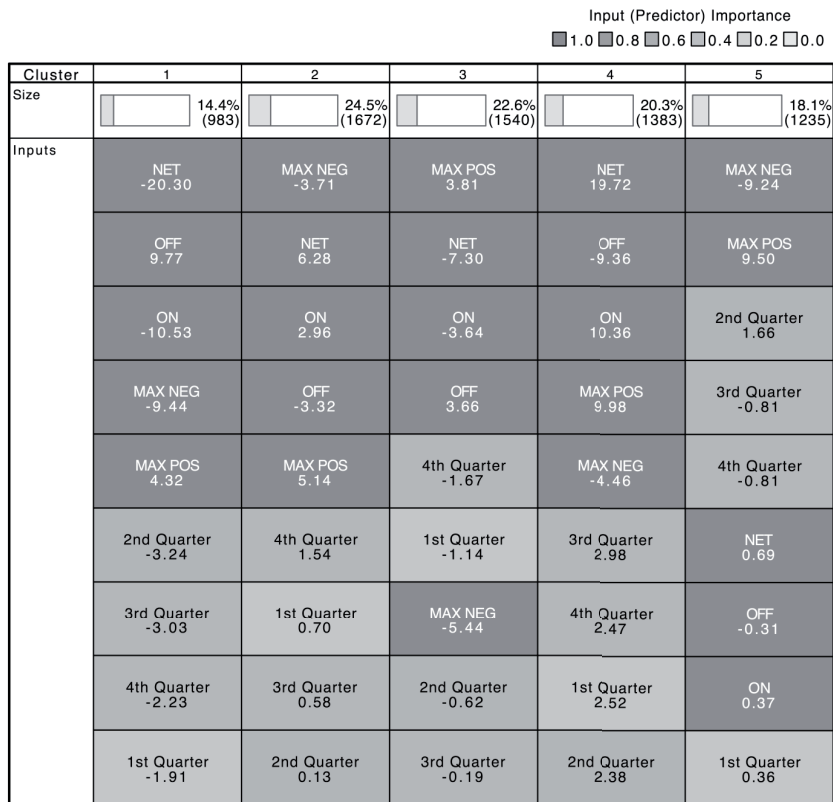 Input (Predictor) Importance
1.0 0.8 0.6 0.4 0.2 0.0
Cluster 1 2 3 4 5
Size 14.4% 24.5% 22.6% 20.3% 18.1%
(983) (1672) (1540) (1383) (1235)
Inputs
NET MAX NEG MAX POS NET MAX NEG
-20.30 -3.71 3.81 19.72 -9.24
OFF NET NET OFF MAX POS
9.77 6.28 -7.30 -9.36 9.50
ON ON ON ON 2nd Quarter
-10.53 2.96 -3.64 10.36 1.66
MAX NEG OFF OFF MAX POS 3rd Quarter
-9.44 -3.32 3.66 9.98 -0.81
MAX POS MAX POS 4th Quarter MAX NEG 4th Quarter
4.32 5.14 -1.67 -4.46 -0.81
2nd Quarter 4th Quarter 1st Quarter 3rd Quarter NET
-3.24 1.54 -1.14 2.98 0.69
3rd Quarter 1st Quarter MAX NEG 4th Quarter OFF
-3.03 0.70 -5.44 2.47 -0.31
4th Quarter 3rd Quarter 2nd Quarter 1st Quarter ON
-2.23 0.58 -0.62 2.52 0.37
1st Quarter 2nd Quarter 3rd Quarter 2nd Quarter 1st Quarter
-1.91 0.13 -0.19 2.38 0.36